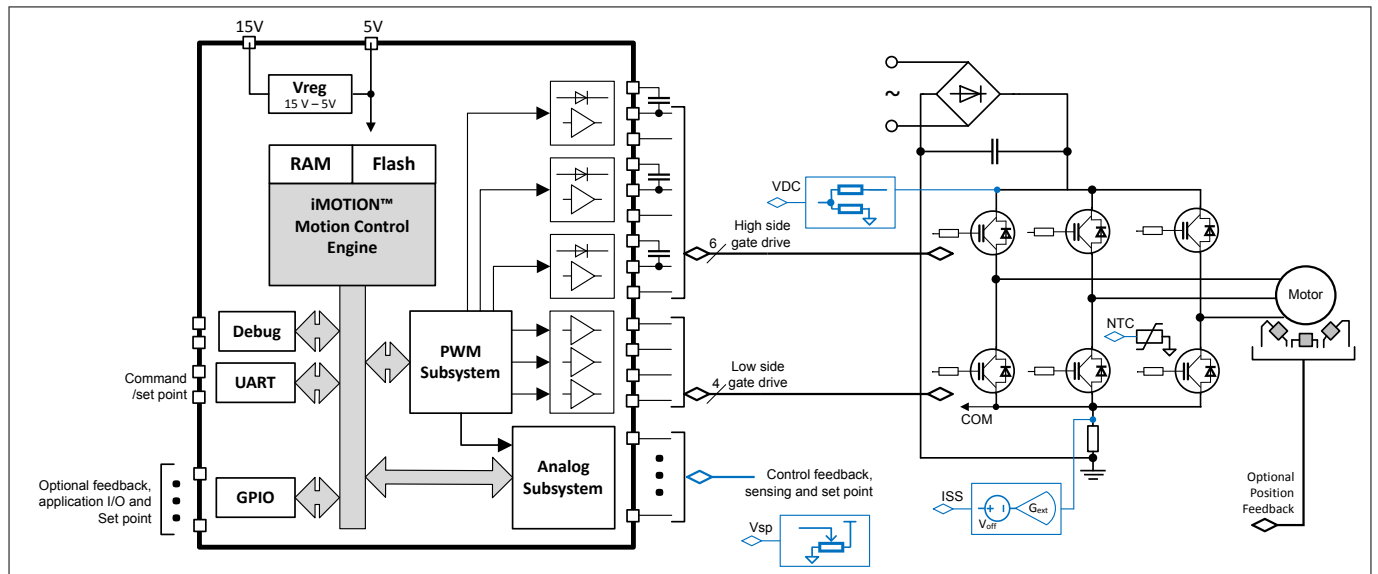 15V
5V
Vreg
15 V – 5V
RAM
Flash
iMOTION™
Motion Control
Engine
Debug
UART
GPIO
Command
/set point
Optional feedback,
application I/O and
Set point
PWM
Subsystem
Analog
Subsystem
High side
gate drive
6
Low side
gate drive
4
Control feedback,
sensing and set point
Vsp
~
VDC
NTC
Motor
COM
ISS
+
Voff
Gext
Optional
Position
Feedback